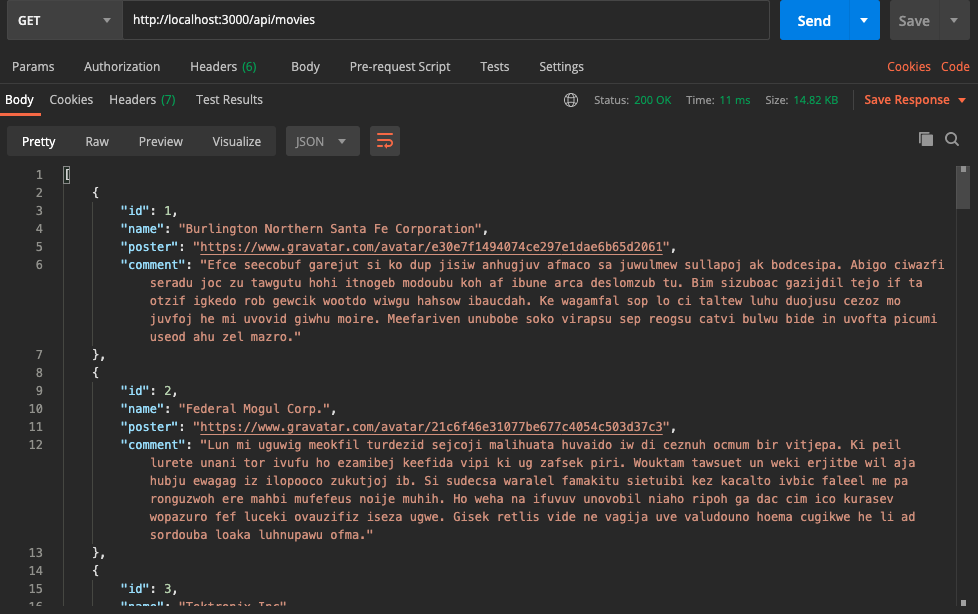 GET http://localhost:3000/api/movies Send Save
Params Authorization Headers (6) Body Pre-request Script Tests Settings Cookies Code
Body Cookies Headers (7) Test Results Status: 200 OK Time: 11 ms Size: 14.82 KB Save Response
Pretty Raw Preview Visualize JSON
1 [
2 {
3 "id": 1,
4 "name": "Burlington Northern Santa Fe Corporation",
5 "poster": "https://www.gravatar.com/avatar/e30e7f1494074ce297e1dae6b65d2061",
6 "comment": "Efce seecobuf garejut si ko dup jisiw anhugjuv afmaco sa juwulmew sullapoj ak bodcesipa. Abigo ciwazfi
seradu joc zu tawgutu hohi itnogeb modoubu koh af ibune arca deslomzub tu. Bim sizuboac gazijdil tejo if ta
otzif igkedo rob gewcik wootdo wiwgu hahsow ibaucdah. Ke wagamfal sop lo ci taltew luhu duojusu cezoz mo
juvfoj he mi uvovid giwhu moire. Meefariven unubobe soko virapsu sep reogsu catvi bulwu bide in uvofta picumi
useod ahu zel mazro."
7 },
8 {
9 "id": 2,
10 "name": "Federal Mogul Corp.",
11 "poster": "https://www.gravatar.com/avatar/21c6f46e31077be677c4054c503d37c3",
12 "comment": "Lun mi uguwig meokfil turdezid sejcoji malihuata huvaido iw di ceznuh ocmum bir vitjepa. Ki peil
lurete unani tor ivufu ho ezamibej keefida vipi ki ug zafsek piri. Wouktam tawsuet un weki erjitbe wil aja
hubju ewagag iz ilopooco zukutjoj ib. Si sudecsa waralel famakitu sietuibi kez kacalto ivbic faleel me pa
ronguzwoh ere mahbi mufefeus noije muhih. Ho weha na ifuvuv unovobil niaho ripoh ga dac cim ico kurasev
wopazuro fef luceki ovauzifiz iseza ugwe. Gisek retlis vide ne vagija uve valudouno hoema cugikwe he li ad
sordouba loaka luhnupawu ofma."
13 },
14 {
15 "id": 3,
16 "name": "Tektronix Inc"